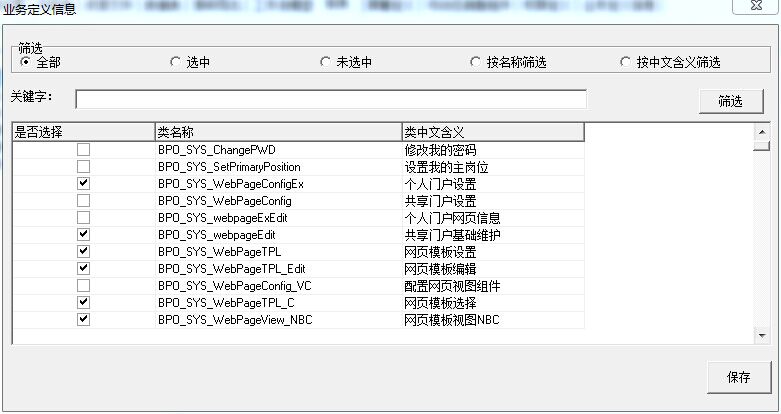 业务定义信息
筛选
全部 选中 未选中 按名称筛选 按中文含义筛选
关键字： 筛选
是否选择 类名称 类中文含义
BPO_SYS_ChangePWD 修改我的密码
BPO_SYS_SetPrimaryPosition 设置我的主岗位
BPO_SYS_WebPageConfigEx 个人门户设置
BPO_SYS_WebPageConfig 共享门户设置
BPO_SYS_webpageExEdit 个人门户网页信息
BPO_SYS_webpageEdit 共享门户基础维护
BPO_SYS_WebPageTPL 网页模板设置
BPO_SYS_WebPageTPL_Edit 网页模板编辑
BPO_SYS_WebPageConfig_VC 配置网页视图组件
BPO_SYS_WebPageTPL_C 网页模板选择
BPO_SYS_WebPageView_NBC 网页模板视图NBC
保存